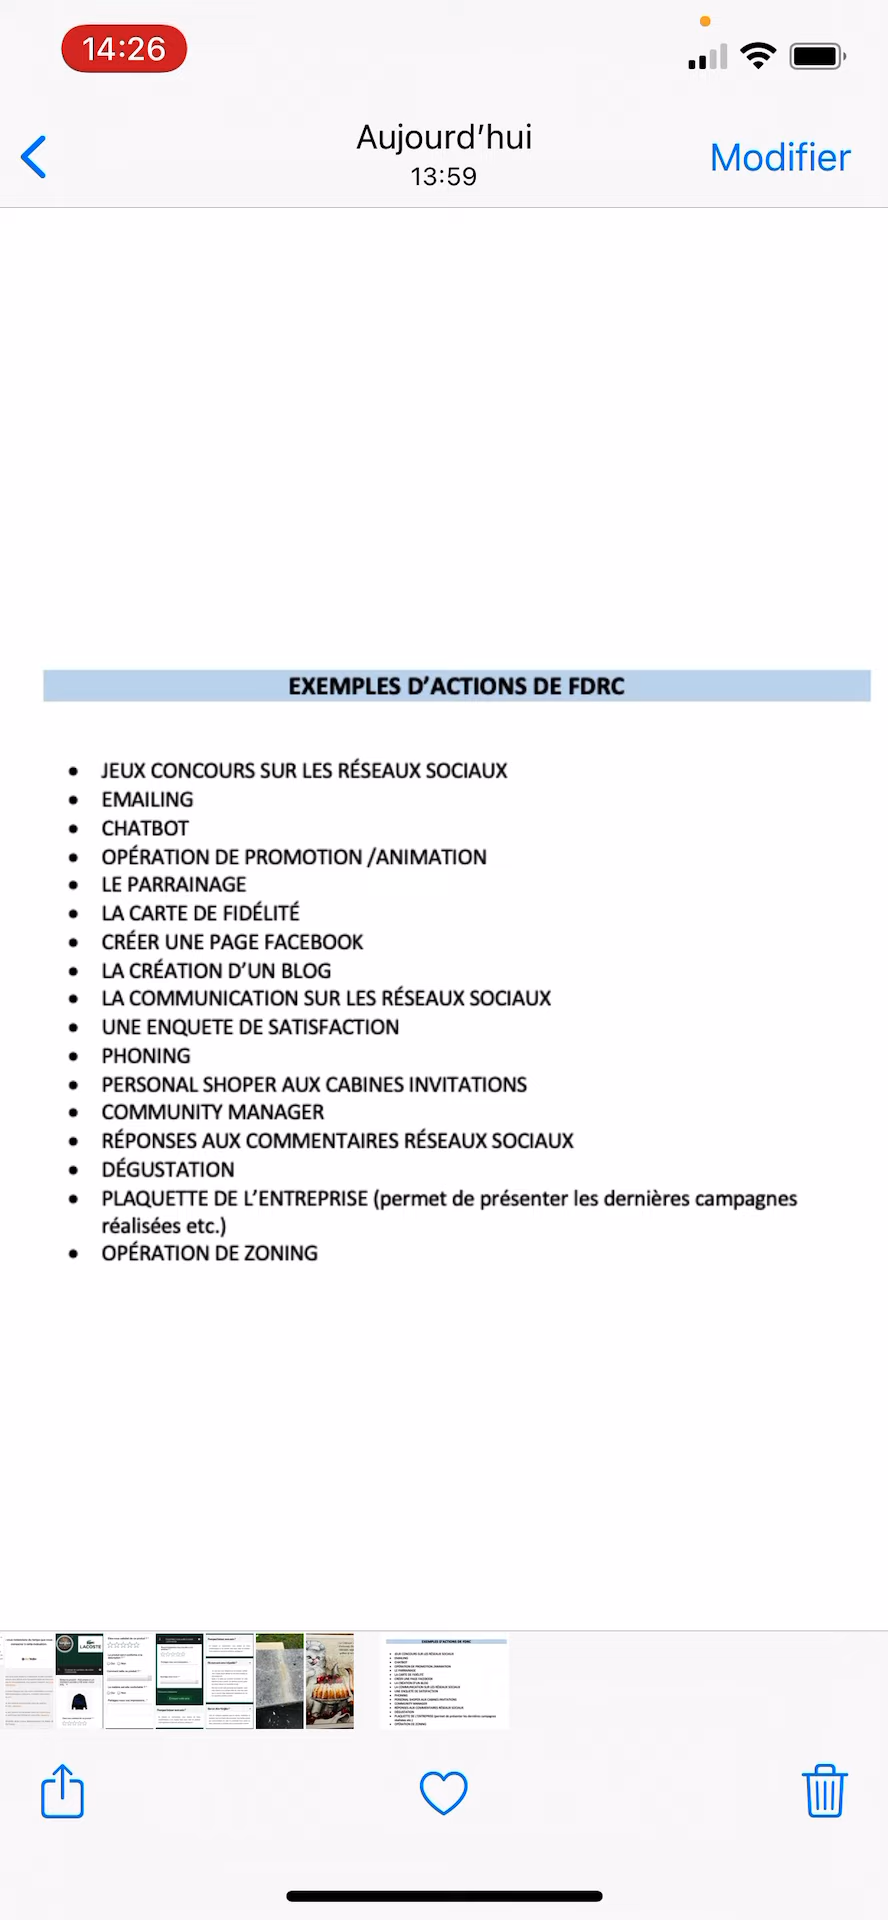 14:26
Aujourd'hui
13:59
Modifier
EXEMPLES D'ACTIONS DE FDRC
• JEUX CONCOURS SUR LES RÉSEAUX SOCIAUX
• EMAILING
• CHATBOT
• OPÉRATION DE PROMOTION /ANIMATION
• LE PARRAINAGE
• LA CARTE DE FIDÉLITÉ
• CRÉER UNE PAGE FACEBOOK
• LA CRÉATION D'UN BLOG
• LA COMMUNICATION SUR LES RÉSEAUX SOCIAUX
• UNE ENQUETE DE SATISFACTION
• PHONING
• PERSONAL SHOPER AUX CABINES INVITATIONS
• COMMUNITY MANAGER
• RÉPONSES AUX COMMENTAIRES RÉSEAUX SOCIAUX
• DÉGUSTATION
• PLAQUETTE DE L'ENTREPRISE (permet de présenter les dernières campagnes
réalisées etc.)
• OPÉRATION DE ZONING
LACOSTE